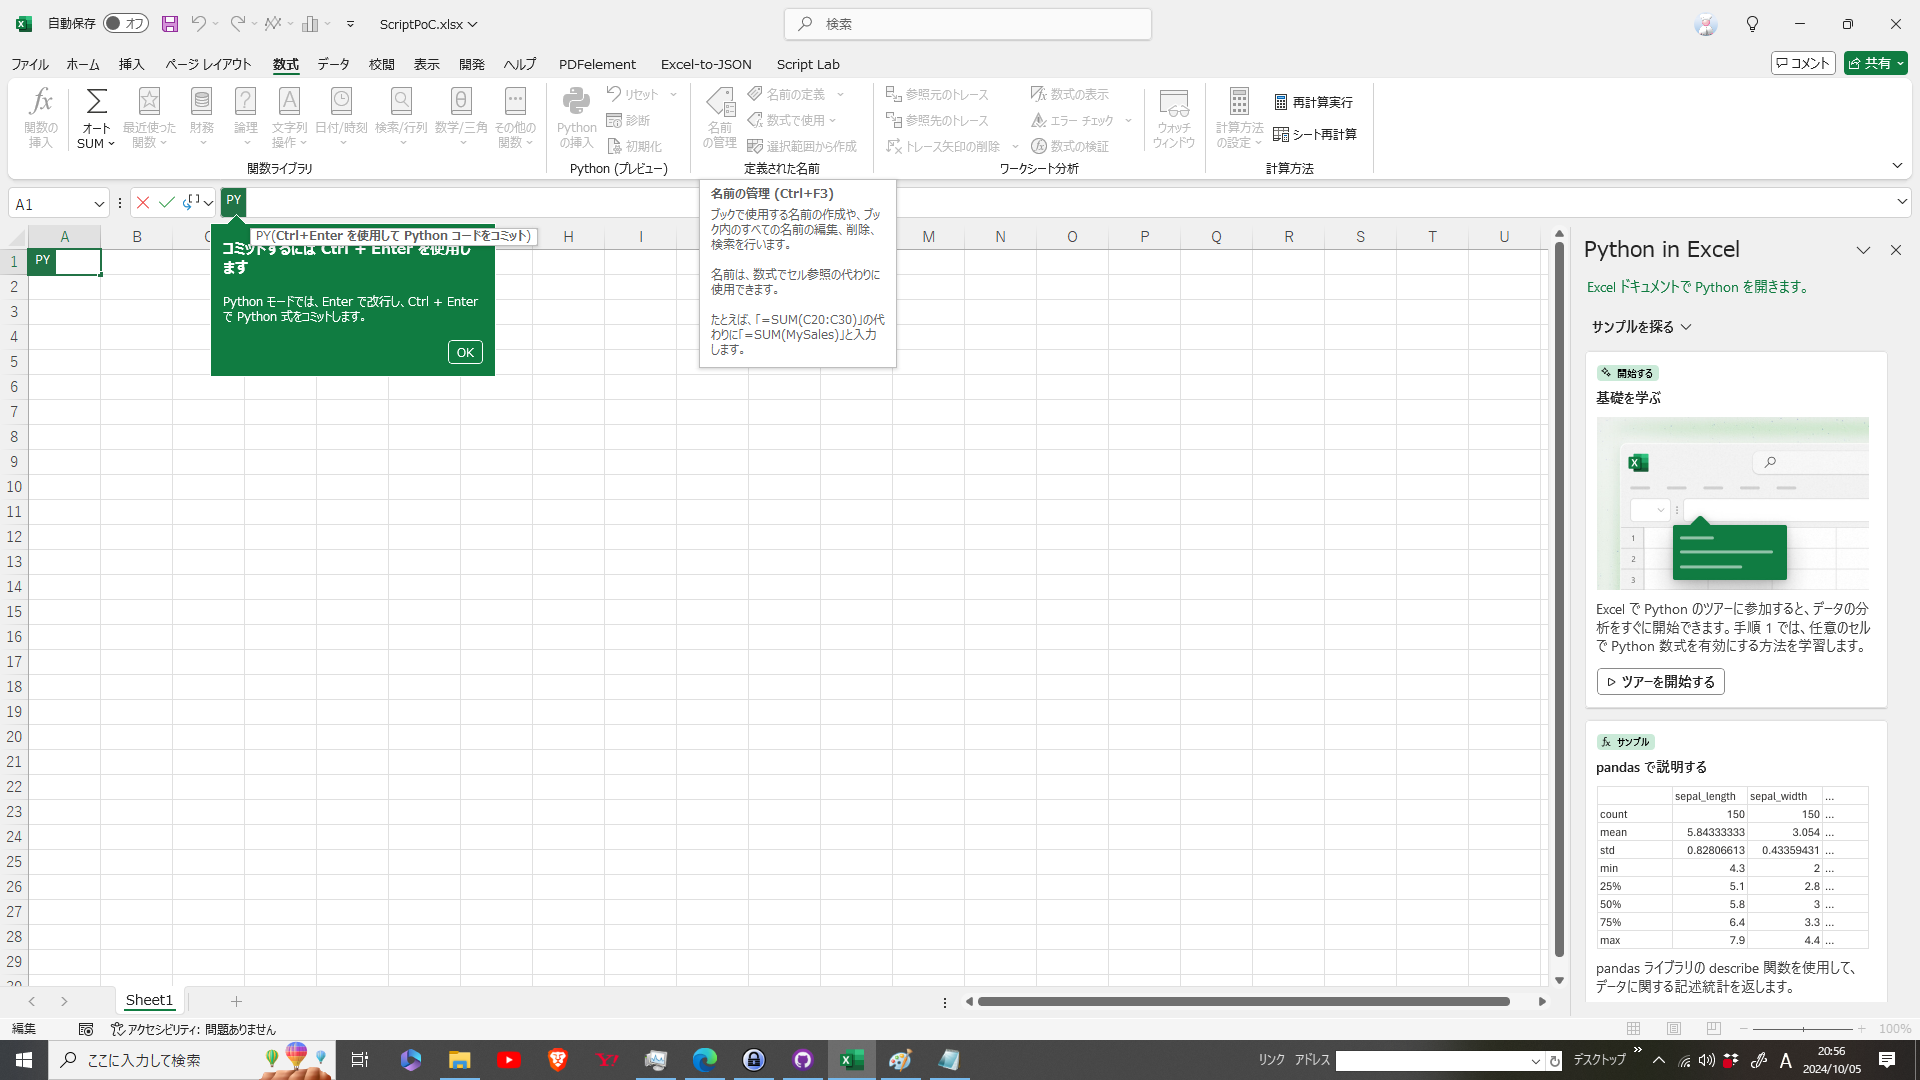 自動保存 オフ ScriptPoC.xlsx 検索
ファイル ホーム 挿入 ページ レイアウト 数式 データ 校閲 表示 開発 ヘルプ PDFelement Excel-to-JSON Script Lab コメント 共有
関数の挿入
オート SUM
最近使った関数
財務
論理
文字列操作
日付/時刻
検索/行列
数学/三角
その他の関数
関数ライブラリ
Python の挿入
リセット
診断
初期化
Python (プレビュー)
名前の管理
名前の定義
数式で使用
選択範囲から作成
定義された名前
参照元のトレース
参照先のトレース
トレース矢印の削除
数式の表示
エラー チェック
数式の検証
ウォッチ ウィンドウ
ワークシート分析
計算方法の設定
再計算実行
シート再計算
計算方法
A1 PY
PY(Ctrl+Enter を使用して Python コードをコミット)
コミットするには Ctrl + Enter を使用し
ます
Python モードでは、Enter で改行し、Ctrl + Enter
で Python 式をコミットします。
OK
名前の管理 (Ctrl+F3)
ブックで使用する名前の作成や、ブッ
ク内のすべての名前の編集、削除、
検索を行います。
名前は、数式でセル参照の代わりに
使用できます。
たとえば、「=SUM(C20:C30)」の代
わりに「=SUM(MySales)」と入力
します。
A B H I M N O P Q R S T U
1 PY
2
3
4
5
6
7
8
9
10
11
12
13
14
15
16
17
18
19
20
21
22
23
24
25
26
27
28
29
Python in Excel
Excel ドキュメントで Python を開きます。
サンプルを探る
開始する
基礎を学ぶ
1
2
3
Excel で Python のツアーに参加すると、データの分
析をすぐに開始できます。手順 1 では、任意のセル
で Python 数式を有効にする方法を学習します。
ツアーを開始する
サンプル
pandas で説明する
sepal_length sepal_width ...
count 150 150 ...
mean 5.84333333 3.054 ...
std 0.82806613 0.43359431 ...
min 4.3 2 ...
25% 5.1 2.8 ...
50% 5.8 3 ...
75% 6.4 3.3 ...
max 7.9 4.4 ...
pandas ライブラリの describe 関数を使用して、
データに関する記述統計を返します。
Sheet1
編集 アクセシビリティ: 問題ありません 100%
ここに入力して検索 リンク アドレス デスクトップ A 20:56
2024/10/05